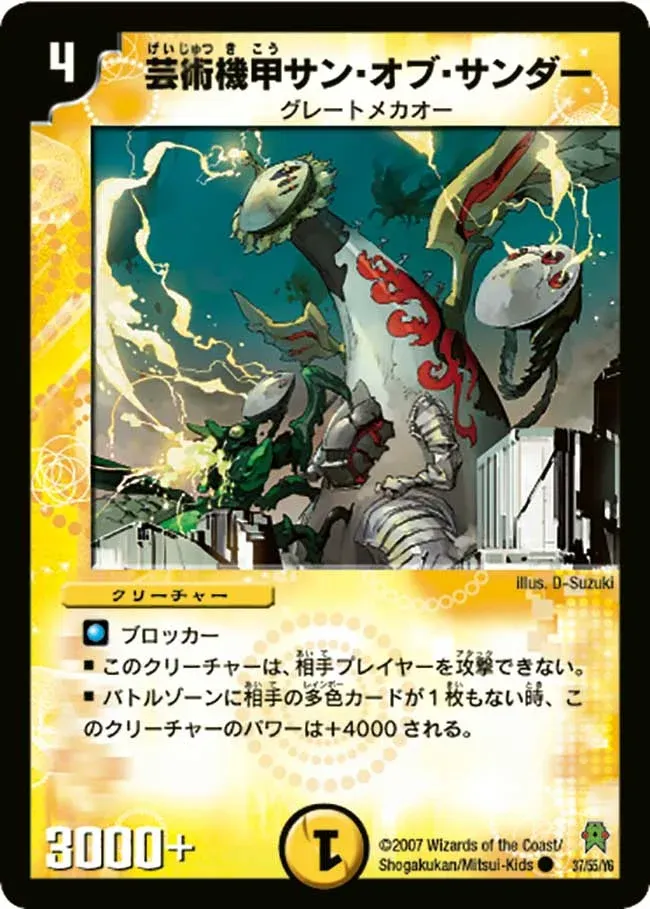 4
げいじゅつきこう
芸術機甲サン・オブ・サンダー
グレートメカオー
illus. D-Suzuki
クリーチャー
ブロッカー
■ このクリーチャーは、相手プレイヤーを攻撃できない。
■ バトルゾーンに相手の多色カードが1枚もない時、こ
のクリーチャーのパワーは+4000 される。
3000+
1
©2007 Wizards of the Coast/
Shogakukan/Mitsui-Kids
37/55/Y6